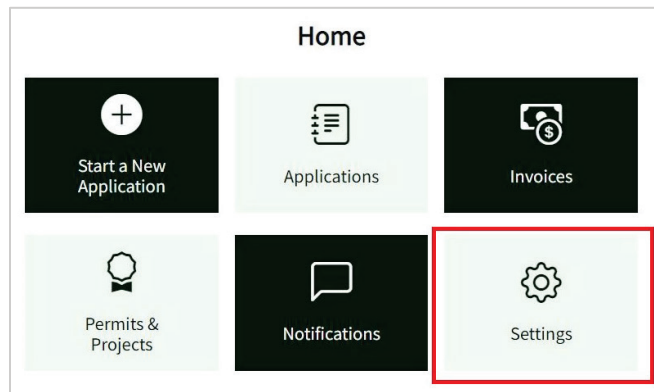 Home
Start a New
Application
Applications
Invoices
Permits &
Projects
Notifications
Settings